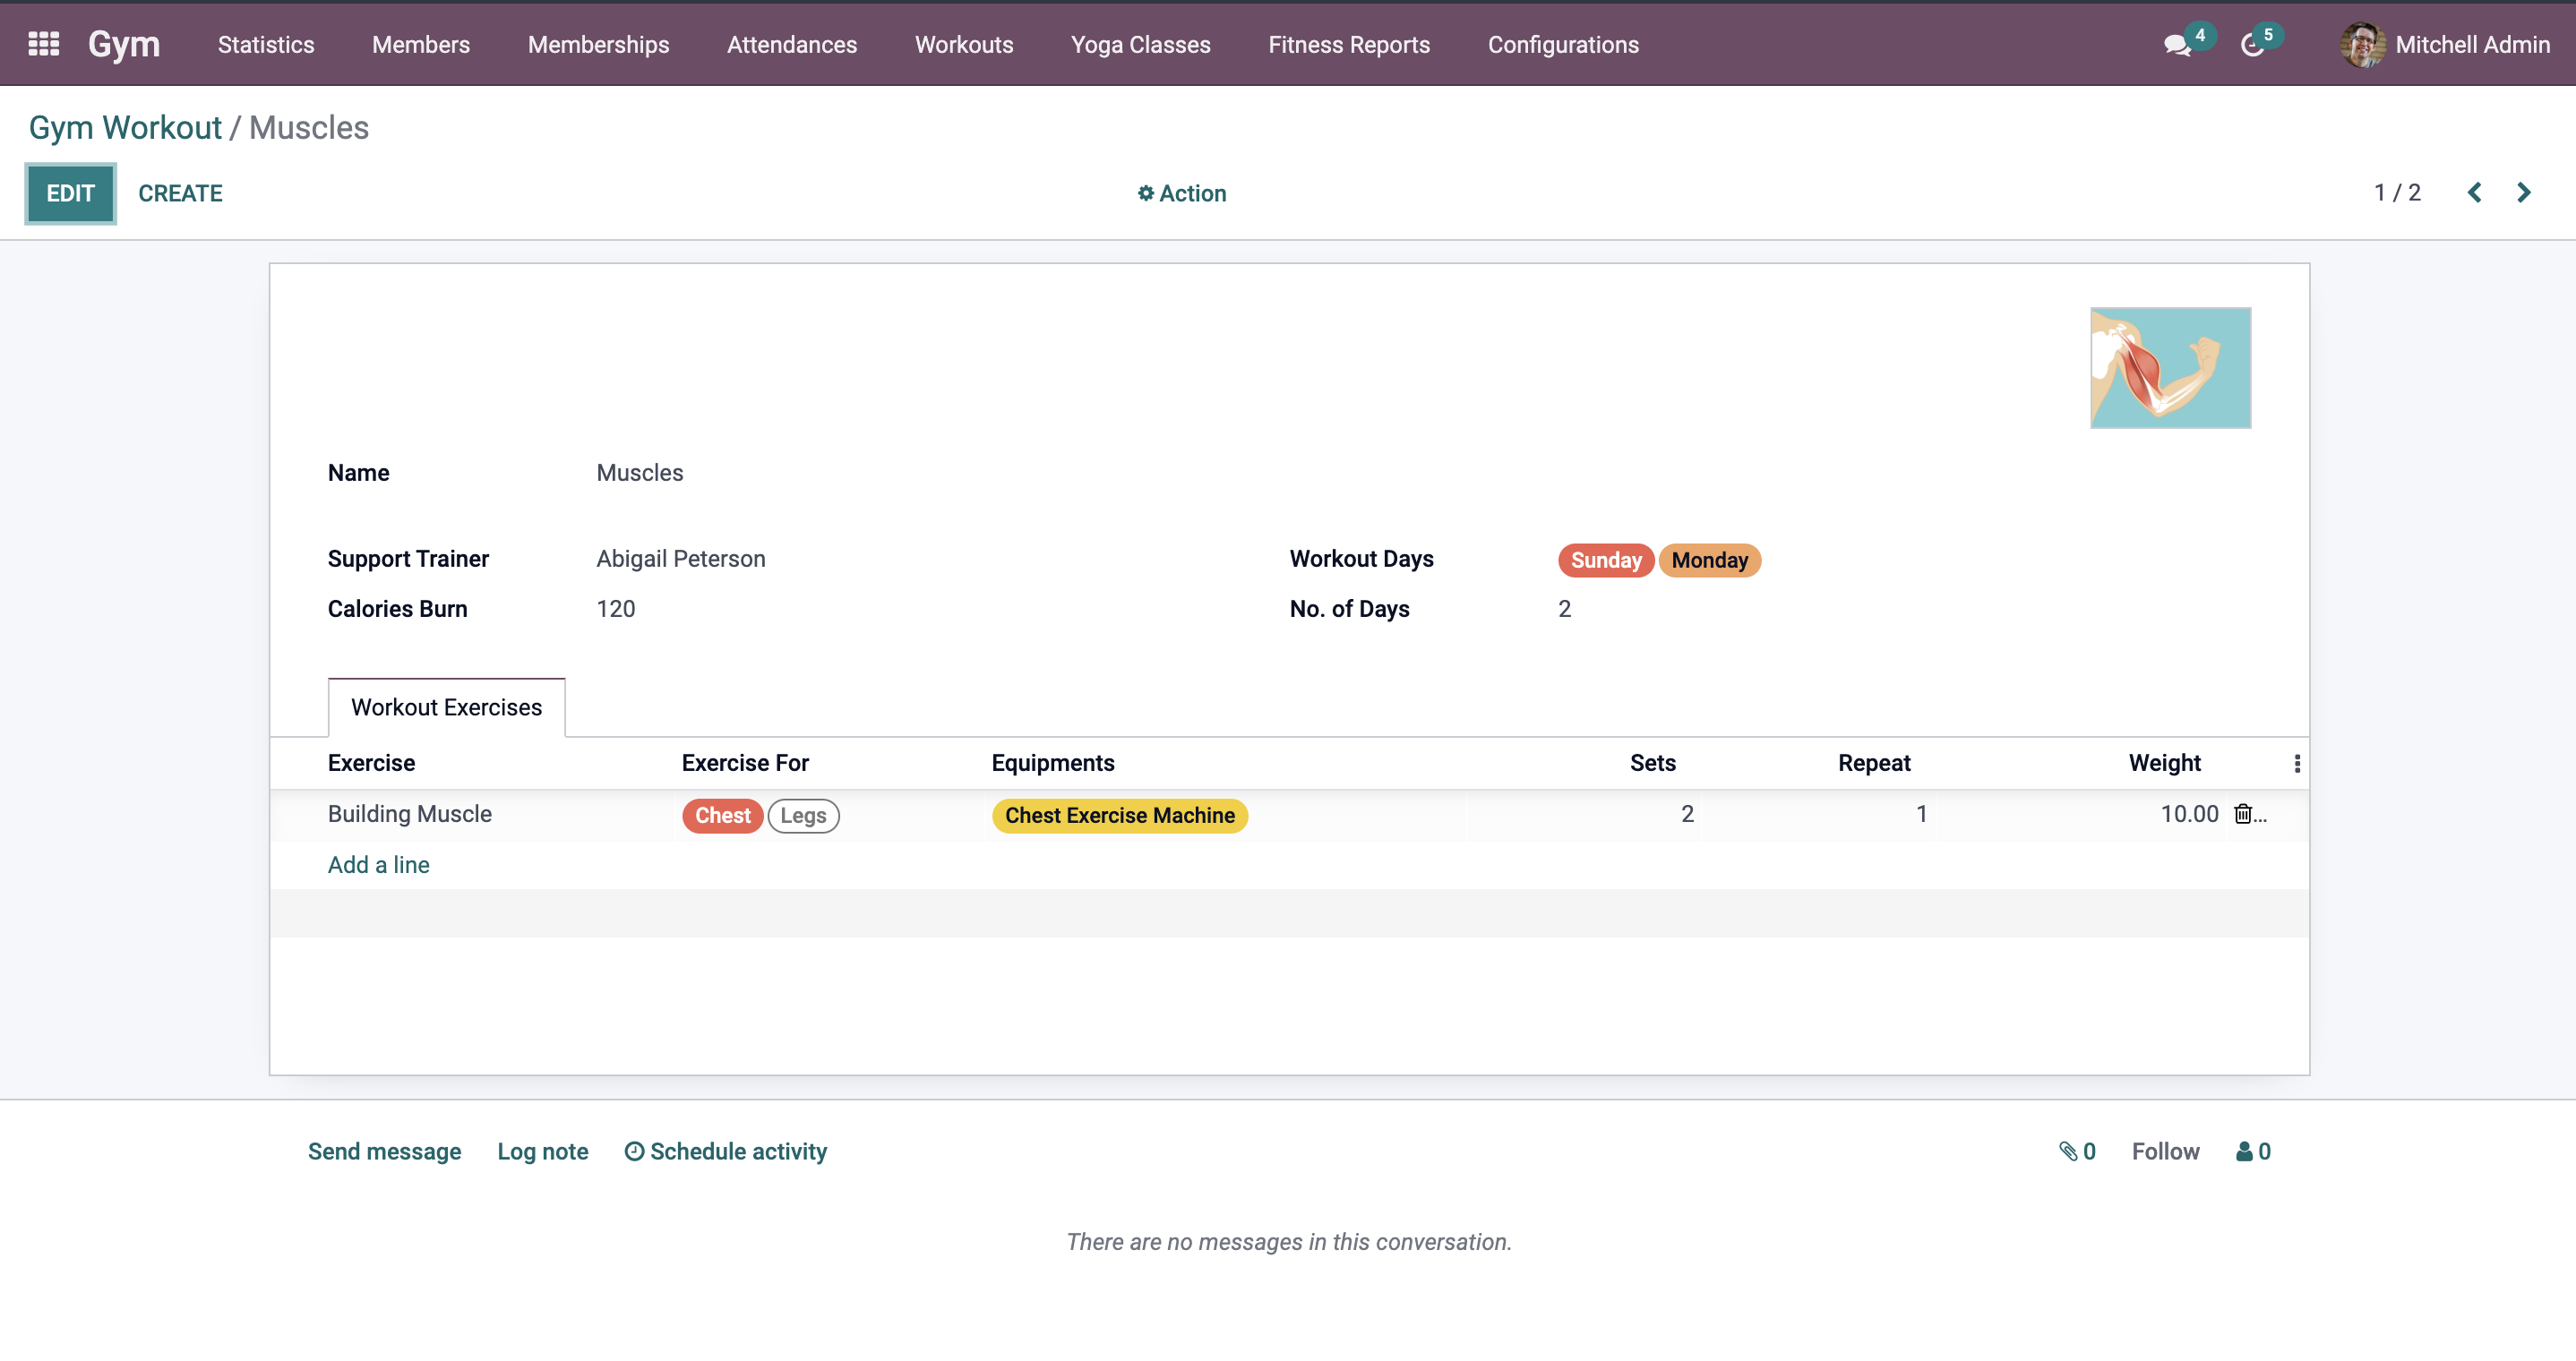 Gym Statistics Members Memberships Attendances Workouts Yoga Classes Fitness Reports Configurations 4 5 Mitchell Admin
Gym Workout / Muscles
EDIT CREATE Action 1 / 2
Name Muscles
Support Trainer Abigail Peterson Workout Days Sunday Monday
Calories Burn 120 No. of Days 2
Workout Exercises
Exercise Exercise For Equipments Sets Repeat Weight
Building Muscle Chest Legs Chest Exercise Machine 2 1 10.00 ...
Add a line
Send message Log note Schedule activity 0 Follow 0
There are no messages in this conversation.